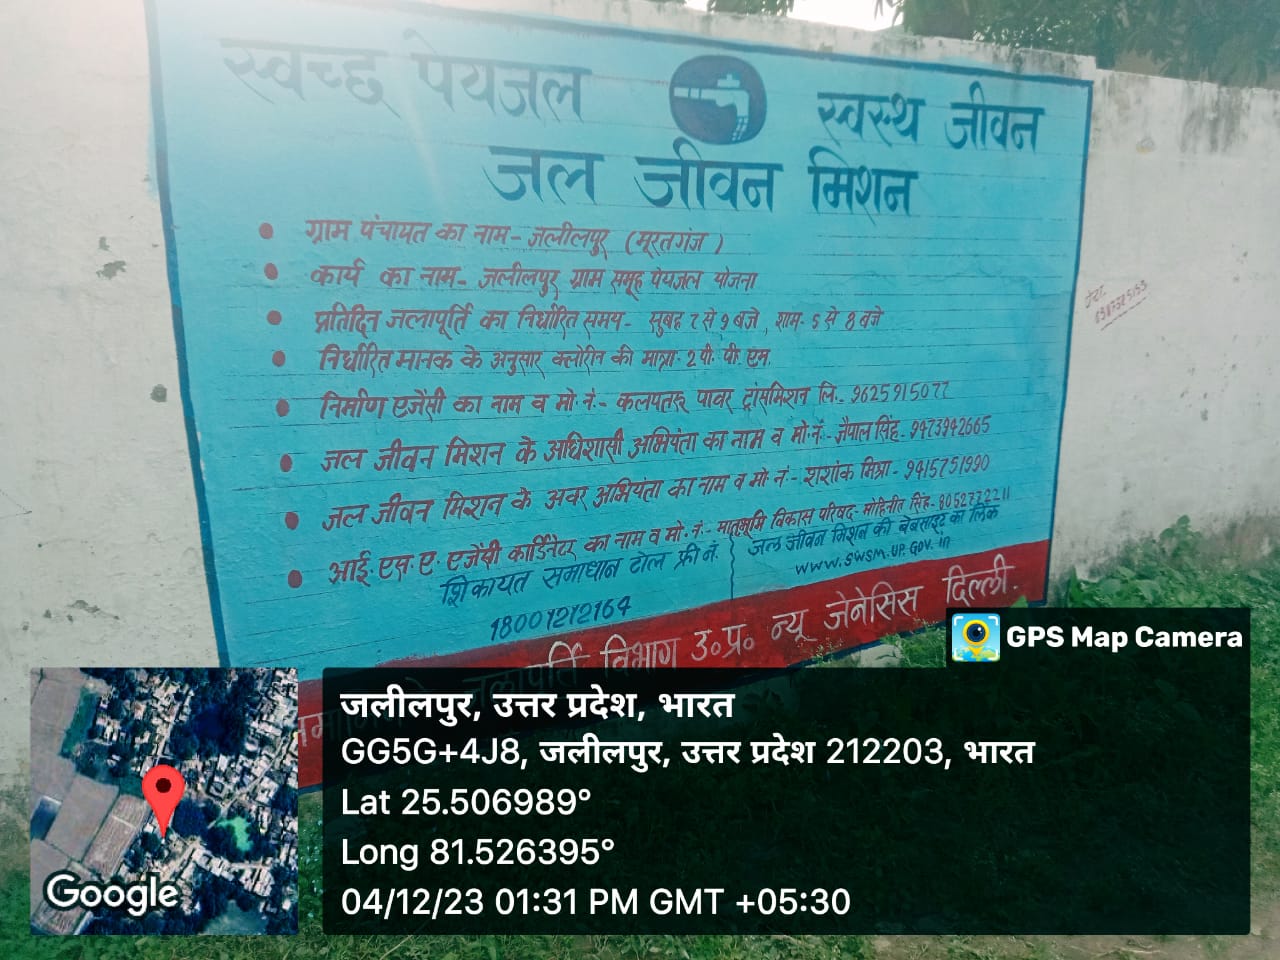 स्वच्छ पेयजल स्वस्थ जीवन
जल जीवन मिशन
• ग्राम पंचायत का नाम - जलीलपुर (मूरतगंज)
• कार्य का नाम - जलीलपुर ग्राम समूह पेयजल योजना
• प्रतिदिन जलापूर्ति का निर्धारित समय - सुबह 7 से 9 बजे, शाम - 5 से 8 बजे
• निर्धारित मानक के अनुसार क्लोरीन की मात्रा - 2 पी. पी. एम.
• निर्माण एजेंसी का नाम व मो. नं. - कलपतरू पावर ट्रांसमिशन लि. - 9625915077
• जल जीवन मिशन के अधिशासी अभियंता का नाम व मो. नं. - जैपाल सिंह - 9473942665
• जल जीवन मिशन के अवर अभियंता का नाम व मो. नं. - शशांक मिश्रा - 9415751990
• आई. एस. ए. एजेंसी कार्डिनेटर का नाम व मो. नं. - मातृभूमि विकास परिषद - मोहिनीत सिंह - 8052772211
शिकायत समाधान टोल फ्री नं.
18001212164
जल जीवन मिशन की बेबसाइट का लिंक
www.swsm.up.gov.in
जलापूर्ति विभाग उ०प्र० न्यू जेनेसिस दिल्ली.
GPS Map Camera
जलीलपुर, उत्तर प्रदेश, भारत
GG5G+4J8, जलीलपुर, उत्तर प्रदेश 212203, भारत
Lat 25.506989°
Long 81.526395°
04/12/23 01:31 PM GMT +05:30
Google